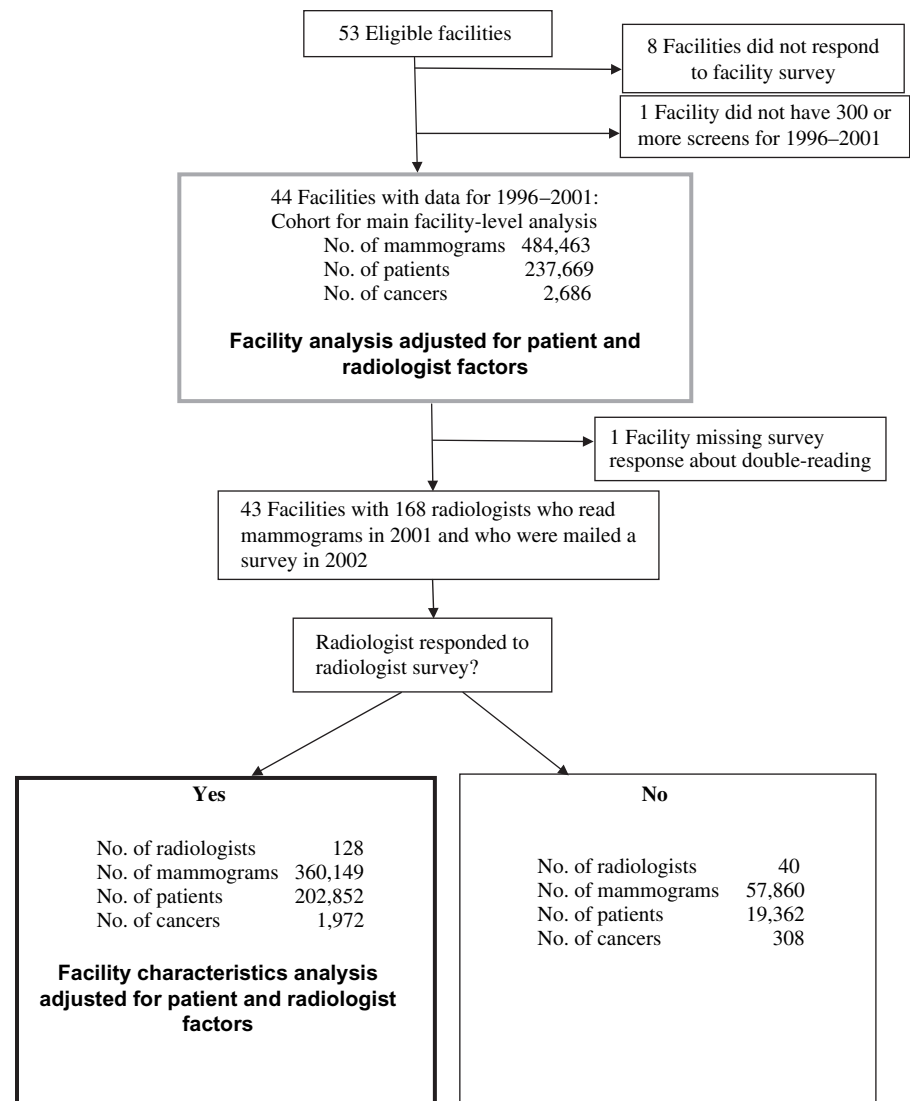 53 Eligible facilities
8 Facilities did not respond
to facility survey
1 Facility did not have 300 or
more screens for 1996–2001
44 Facilities with data for 1996–2001:
Cohort for main facility-level analysis
No. of mammograms 484,463
No. of patients 237,669
No. of cancers 2,686
Facility analysis adjusted for patient and
radiologist factors
1 Facility missing survey
response about double-reading
43 Facilities with 168 radiologists who read
mammograms in 2001 and who were mailed a
survey in 2002
Radiologist responded to
radiologist survey?
Yes
No. of radiologists 128
No. of mammograms 360,149
No. of patients 202,852
No. of cancers 1,972
Facility characteristics analysis
adjusted for patient and radiologist
factors
No
No. of radiologists 40
No. of mammograms 57,860
No. of patients 19,362
No. of cancers 308